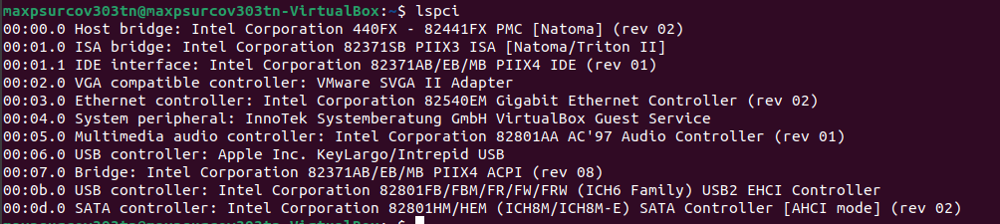 maxpsurcov303tn@maxpsurcov303tn-VirtualBox:~$ lspci
00:00.0 Host bridge: Intel Corporation 440FX - 82441FX PMC [Natoma] (rev 02)
00:01.0 ISA bridge: Intel Corporation 82371SB PIIX3 ISA [Natoma/Triton II]
00:01.1 IDE interface: Intel Corporation 82371AB/EB/MB PIIX4 IDE (rev 01)
00:02.0 VGA compatible controller: VMware SVGA II Adapter
00:03.0 Ethernet controller: Intel Corporation 82540EM Gigabit Ethernet Controller (rev 02)
00:04.0 System peripheral: InnoTek Systemberatung GmbH VirtualBox Guest Service
00:05.0 Multimedia audio controller: Intel Corporation 82801AA AC'97 Audio Controller (rev 01)
00:06.0 USB controller: Apple Inc. KeyLargo/Intrepid USB
00:07.0 Bridge: Intel Corporation 82371AB/EB/MB PIIX4 ACPI (rev 08)
00:0b.0 USB controller: Intel Corporation 82801FB/FBM/FR/FW/FRW (ICH6 Family) USB2 EHCI Controller
00:0d.0 SATA controller: Intel Corporation 82801HM/HEM (ICH8M/ICH8M-E) SATA Controller [AHCI mode] (rev 02)
maxpsurcov303tn@maxpsurcov303tn-VirtualBox:~$